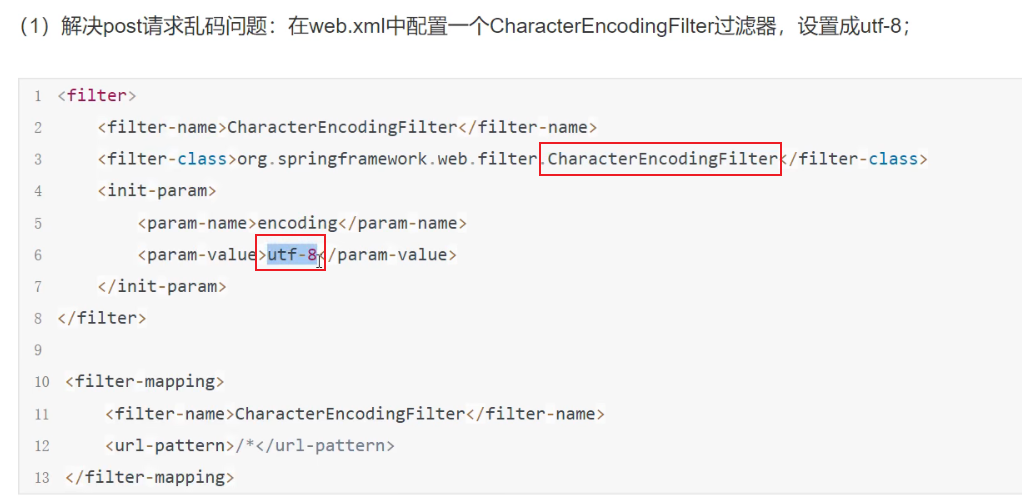 （1）解决post请求乱码问题：在web.xml中配置一个CharacterEncodingFilter过滤器，设置成utf-8；
1 <filter>
2     <filter-name>CharacterEncodingFilter</filter-name>
3     <filter-class>org.springframework.web.filter.CharacterEncodingFilter</filter-class>
4     <init-param>
5         <param-name>encoding</param-name>
6         <param-value>utf-8</param-value>
7     </init-param>
8 </filter>
9
10 <filter-mapping>
11     <filter-name>CharacterEncodingFilter</filter-name>
12     <url-pattern>/*</url-pattern>
13 </filter-mapping>